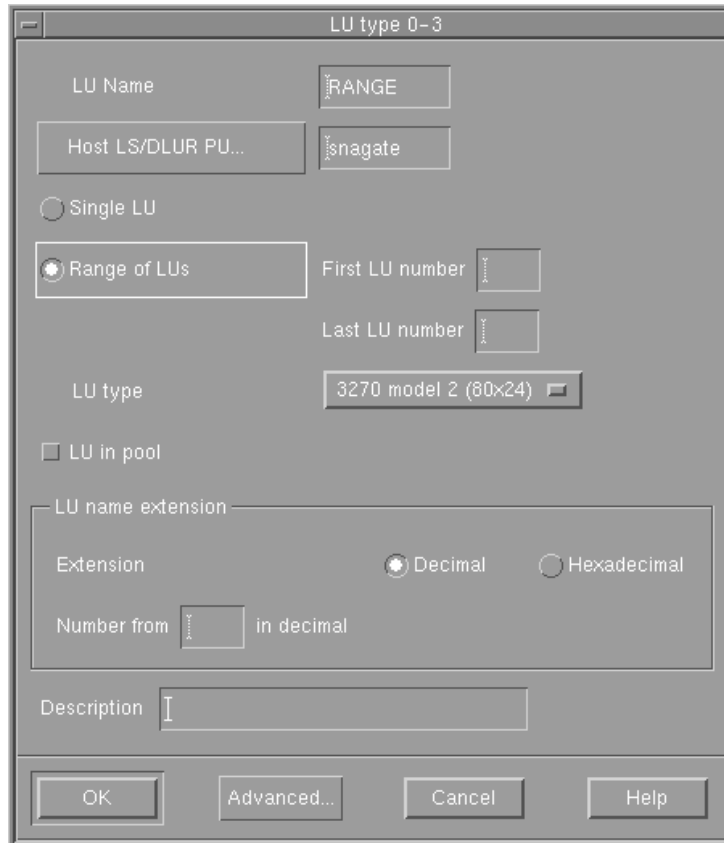 LU type 0-3
LU Name RANGE
Host LS/DLUR PU... snagate
Single LU
Range of LUs First LU number
Last LU number
LU type 3270 model 2 (80x24)
LU in pool
LU name extension
Extension Decimal Hexadecimal
Number from in decimal
Description
OK Advanced... Cancel Help